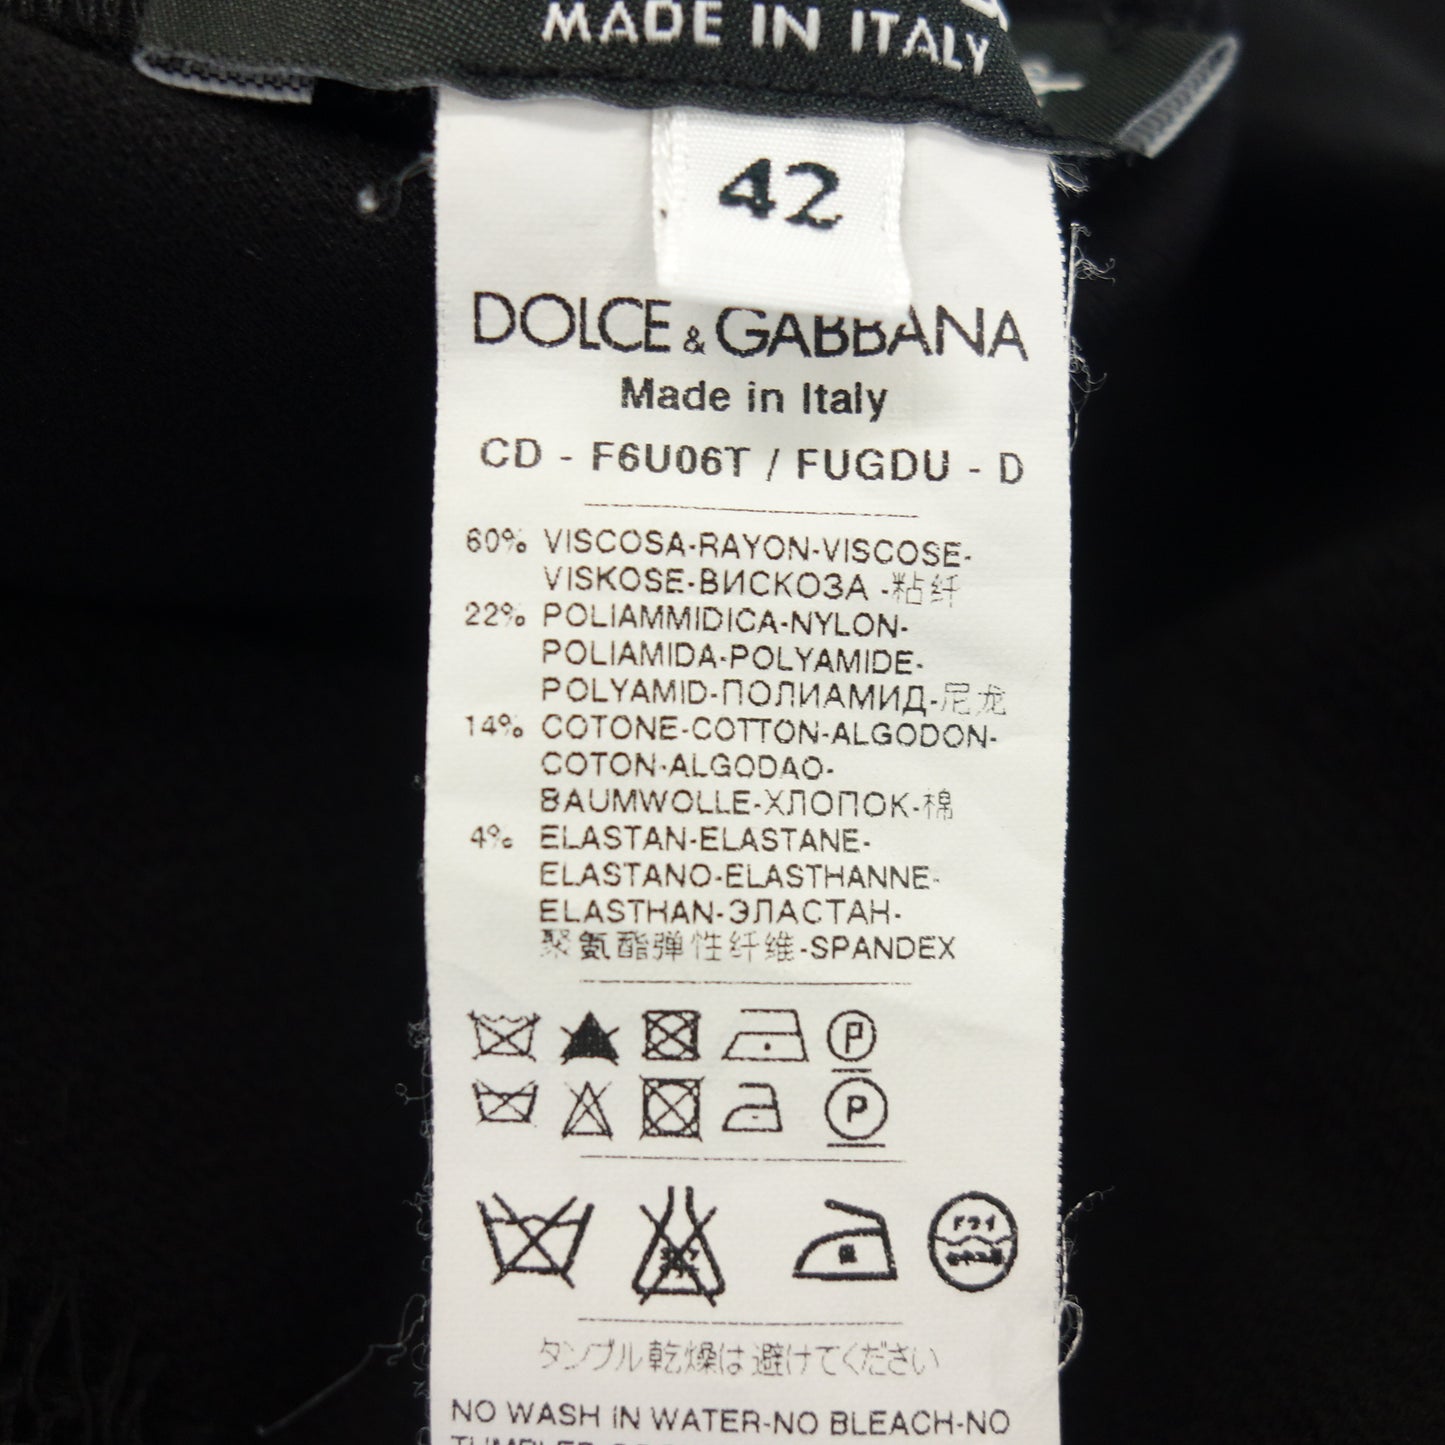 MADE IN ITALY
42
DOLCE & GABBANA
Made in Italy
CD - F6U06T / FUGDU - D
60% VISCOSA-RAYON-VISCOSE-
VISKOSE-ВИСКОЗА -粘纤
22% POLIAMMIDICA-NYLON-
POLIAMIDA-POLYAMIDE-
POLYAMID-ПОЛИАМИД-尼龙
14% COTONE-COTTON-ALGODON-
COTON-ALGODAO-
BAUMWOLLE-ХЛОПОК-棉
4% ELASTAN-ELASTANE-
ELASTANO-ELASTHANNE-
ELASTHAN-ЭЛАСТАН-
聚氨酯弹性纤维-SPANDEX
P
P
ドライ
タンブル乾燥は避けてください
NO WASH IN WATER-NO BLEACH-NO